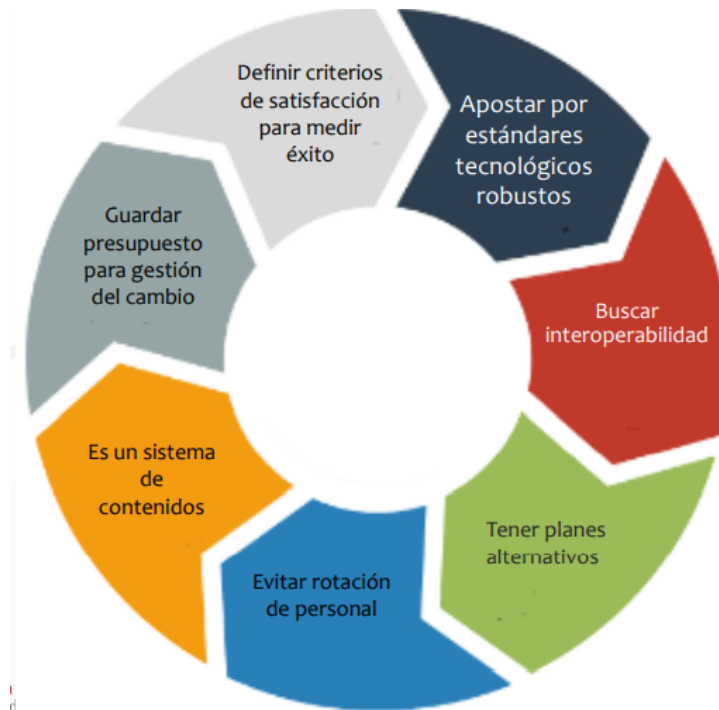 Definir criterios
de satisfacción
para medir
éxito
Apostar por
estándares
tecnológicos
robustos
Buscar
interoperabilidad
Tener planes
alternativos
Evitar rotación
de personal
Es un sistema
de
contenidos
Guardar
presupuesto
para gestión
del cambio